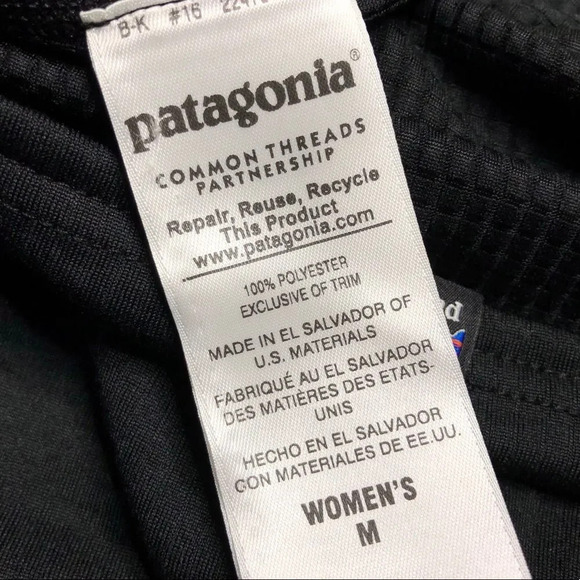 B-K #16
patagonia®
COMMON THREADS
PARTNERSHIP
Repair, Reuse, Recycle
This Product
www.patagonia.com
100% POLYESTER
EXCLUSIVE OF TRIM
MADE IN EL SALVADOR OF
U.S. MATERIALS
FABRIQUÉ AU EL SALVADOR
DES MATIÈRES DES ETATS-
UNIS
HECHO EN EL SALVADOR
CON MATERIALES DE EE.UU.
WOMEN'S
M